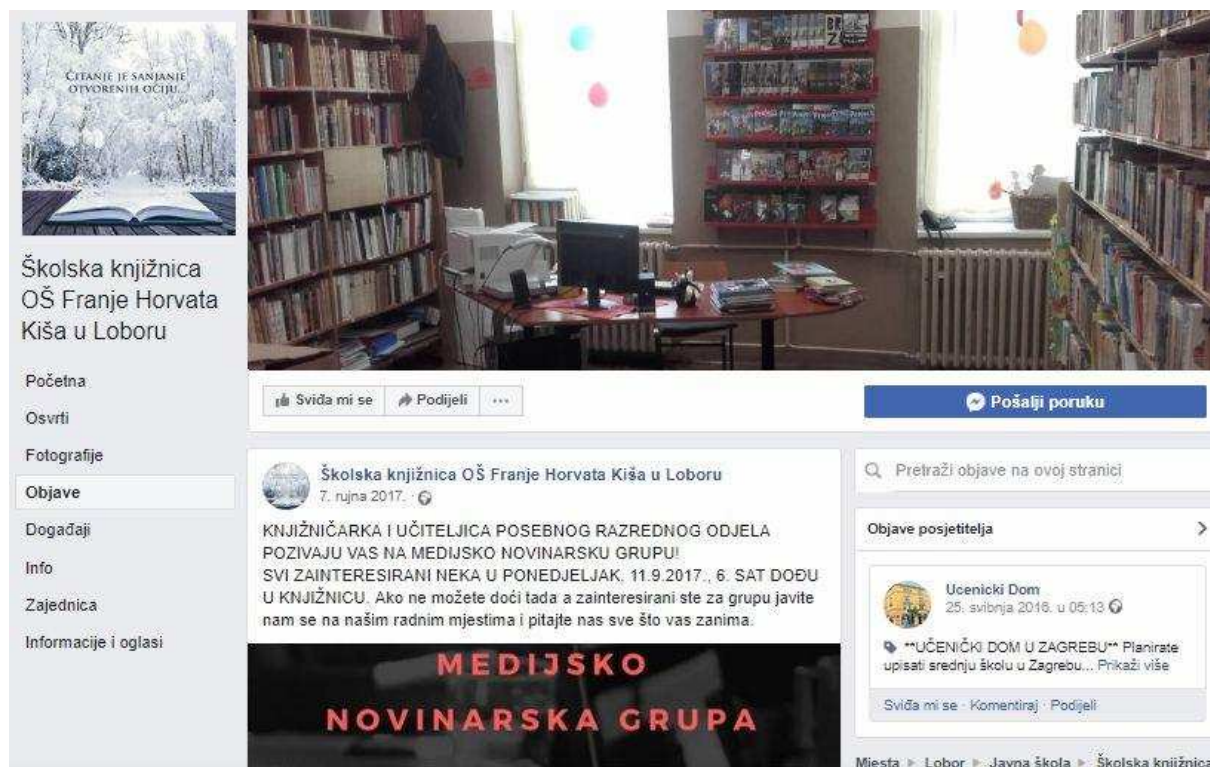 ČITANJE JE SANJANJE
OTVORENIH OČIJU.
Školska knjižnica
OŠ Franje Horvata
Kiša u Loboru
Početna
Osvrti
Fotografije
Objave
Događaji
Info
Zajednica
Informacije i oglasi
Sviđa mi se
Podijeli
Pošalji poruku
Školska knjižnica OŠ Franje Horvata Kiša u Loboru
7. rujna 2017. ·
KNJIŽNIČARKA I UČITELJICA POSEBNOG RAZREDNOG ODJELA
POZIVAJU VAS NA MEDIJSKO NOVINARSKU GRUPU!
SVI ZAINTERESIRANI NEKA U PONEDJELJAK, 11.9.2017., 6. SAT DOĐU
U KNJIŽNICU. Ako ne možete doći tada a zainteresirani ste za grupu javite
nam se na našim radnim mjestima i pitajte nas sve što vas zanima.
MEDIJSKO
NOVINARSKA GRUPA
Pretraži objave na ovoj stranici
Objave posjetitelja
Ucenicki Dom
25. svibnja 2016. u 05:13
**UČENIČKI DOM U ZAGREBU** Planirate
upisati srednju školu u Zagrebu... Prikaži više
Sviđa mi se · Komentiraj · Podijeli
Mjesta Lobor Javna škola Školska knjižnica